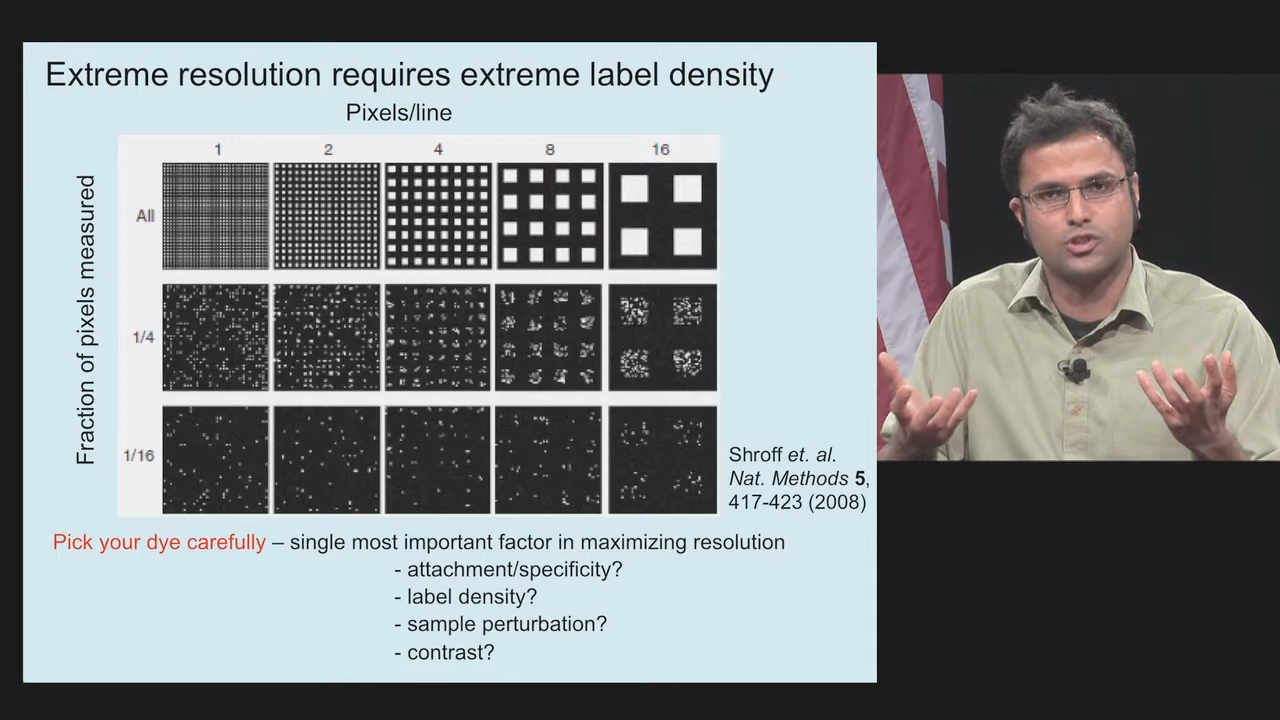 Extreme resolution requires extreme label density
Pixels/line
1 2 4 8 16
Fraction of pixels measured
All
1/4
1/16
Shroff et. al.
Nat. Methods 5,
417-423 (2008)
Pick your dye carefully – single most important factor in maximizing resolution
- attachment/specificity?
- label density?
- sample perturbation?
- contrast?